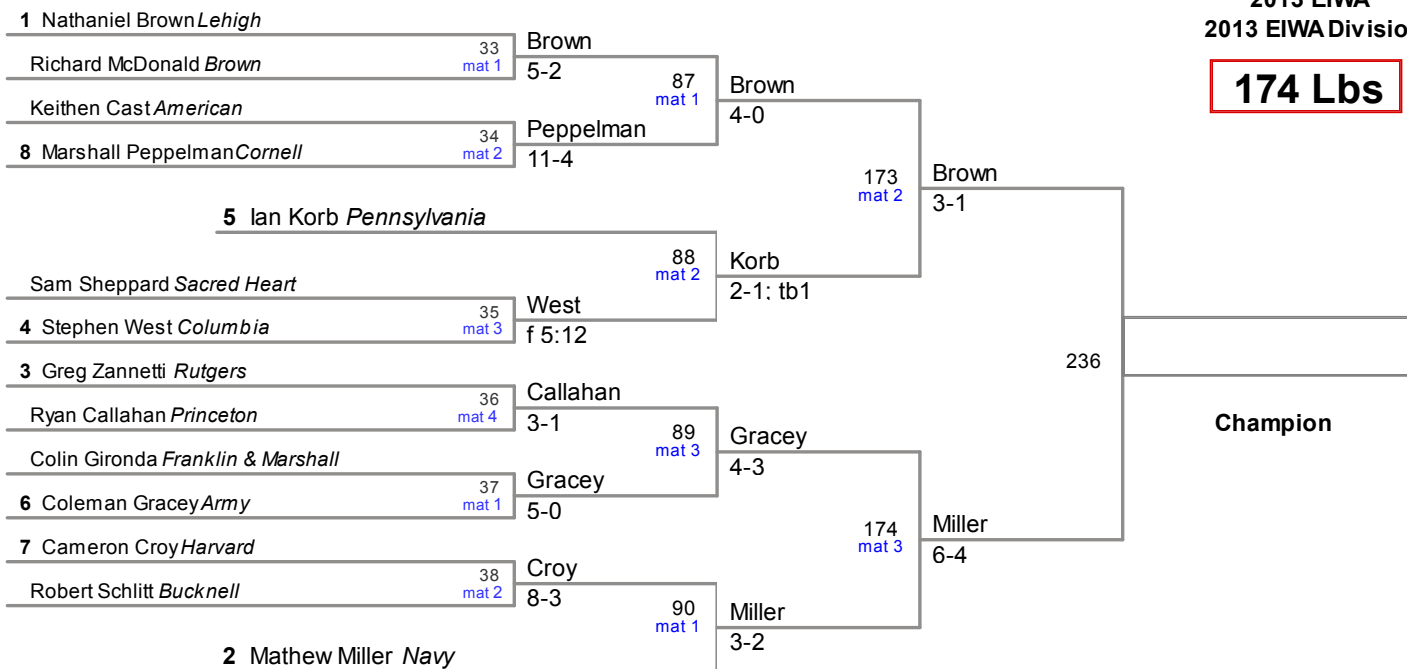 2013 EIWA
2013 EIWA Divisio
174 Lbs
1 Nathaniel Brown Lehigh
33
mat 1
Richard McDonald Brown
Brown
5-2
87
mat 1
Keithen Cast American
34
mat 2
8 Marshall Peppelman Cornell
Peppelman
11-4
Brown
4-0
173
mat 2
5 Ian Korb Pennsylvania
88
mat 2
Sam Sheppard Sacred Heart
35
mat 3
4 Stephen West Columbia
West
f 5:12
Korb
2-1: tb1
Brown
3-1
236
3 Greg Zannetti Rutgers
36
mat 4
Ryan Callahan Princeton
Callahan
3-1
89
mat 3
Colin Gironda Franklin & Marshall
37
mat 1
6 Coleman Gracey Army
Gracey
5-0
Gracey
4-3
174
mat 3
7 Cameron Croy Harvard
38
mat 2
Robert Schlitt Bucknell
Croy
8-3
90
mat 1
2 Mathew Miller Navy
Miller
3-2
Miller
6-4
Champion